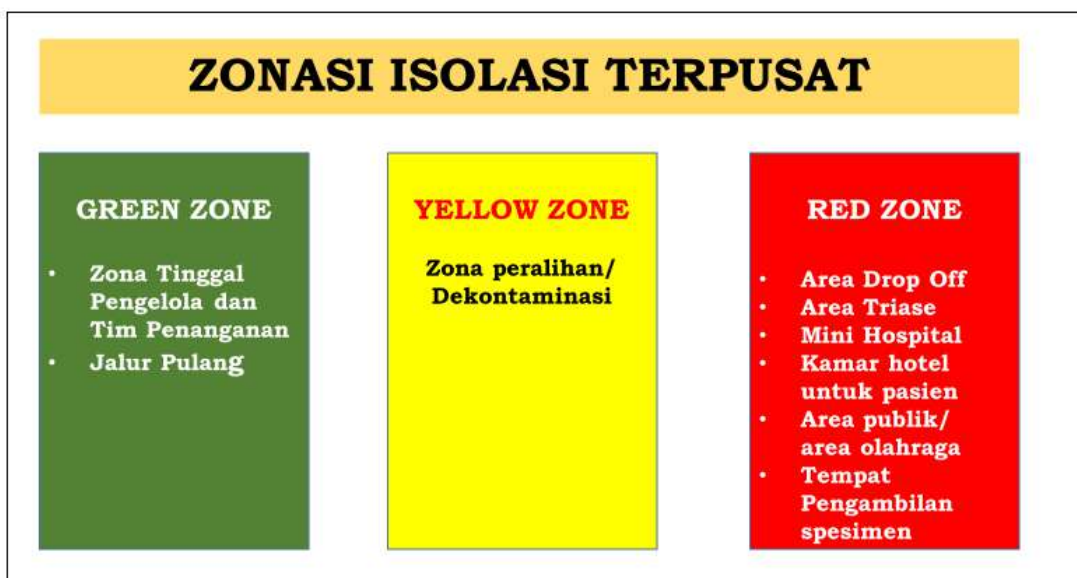 ZONASI ISOLASI TERPUSAT
GREEN ZONE
• Zona Tinggal
Pengelola dan
Tim Penanganan
• Jalur Pulang
YELLOW ZONE
Zona peralihan/
Dekontaminasi
RED ZONE
• Area Drop Off
• Area Triase
• Mini Hospital
• Kamar hotel
untuk pasien
• Area publik/
area olahraga
• Tempat
Pengambilan
spesimen